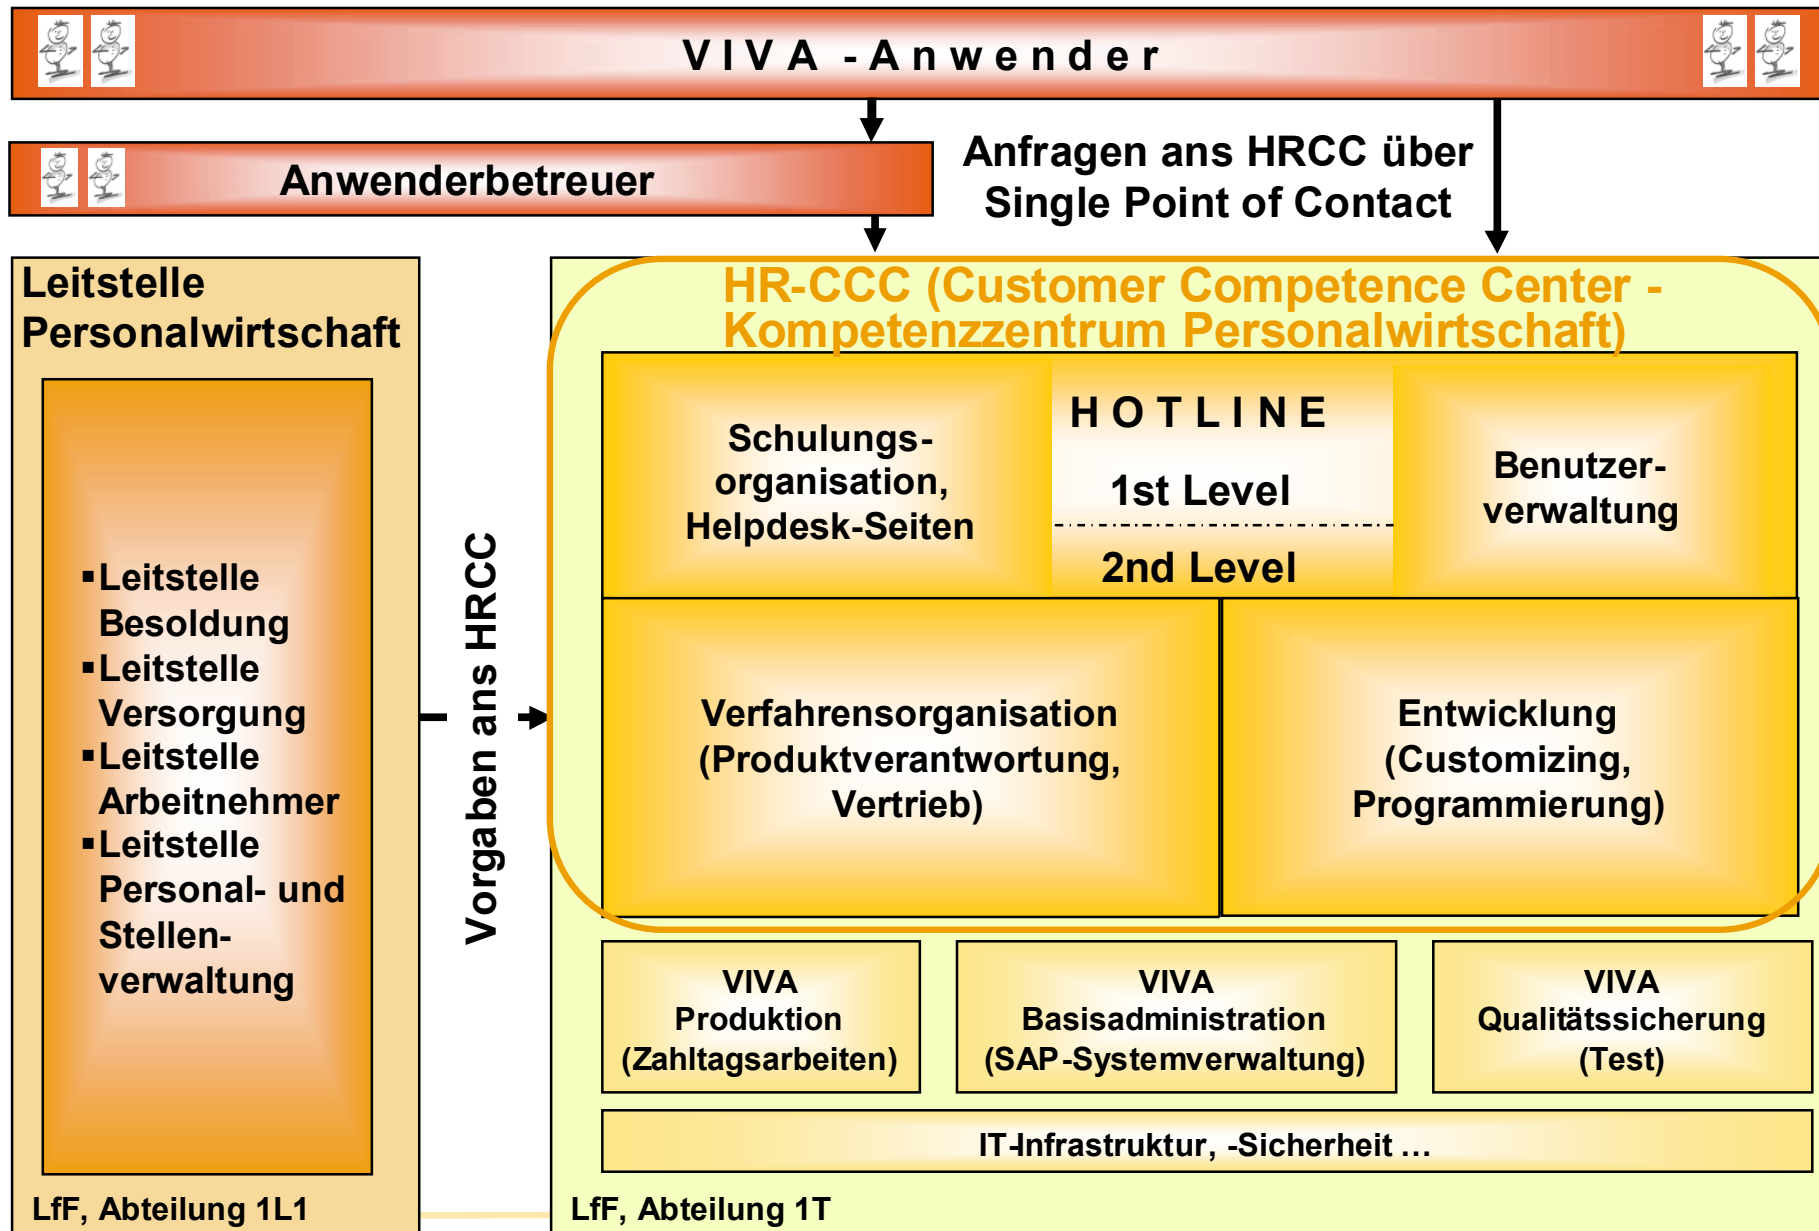 V I V A - A n w e n d e r
Anwenderbetreuer
Anfragen ans HRCC über
Single Point of Contact
Leitstelle
Personalwirtschaft
▪Leitstelle
Besoldung
▪Leitstelle
Versorgung
▪Leitstelle
Arbeitnehmer
▪Leitstelle
Personal- und
Stellen-
verwaltung
LfF, Abteilung 1L1
Vorgaben ans HRCC
HR-CCC (Customer Competence Center -
Kompetenzzentrum Personalwirtschaft)
Schulungs-
organisation,
Helpdesk-Seiten
H O T L I N E
1st Level
2nd Level
Benutzer-
verwaltung
Verfahrensorganisation
(Produktverantwortung,
Vertrieb)
Entwicklung
(Customizing,
Programmierung)
VIVA
Produktion
(Zahltagsarbeiten)
VIVA
Basisadministration
(SAP-Systemverwaltung)
VIVA
Qualitätssicherung
(Test)
IT-Infrastruktur, -Sicherheit ...
LfF, Abteilung 1T